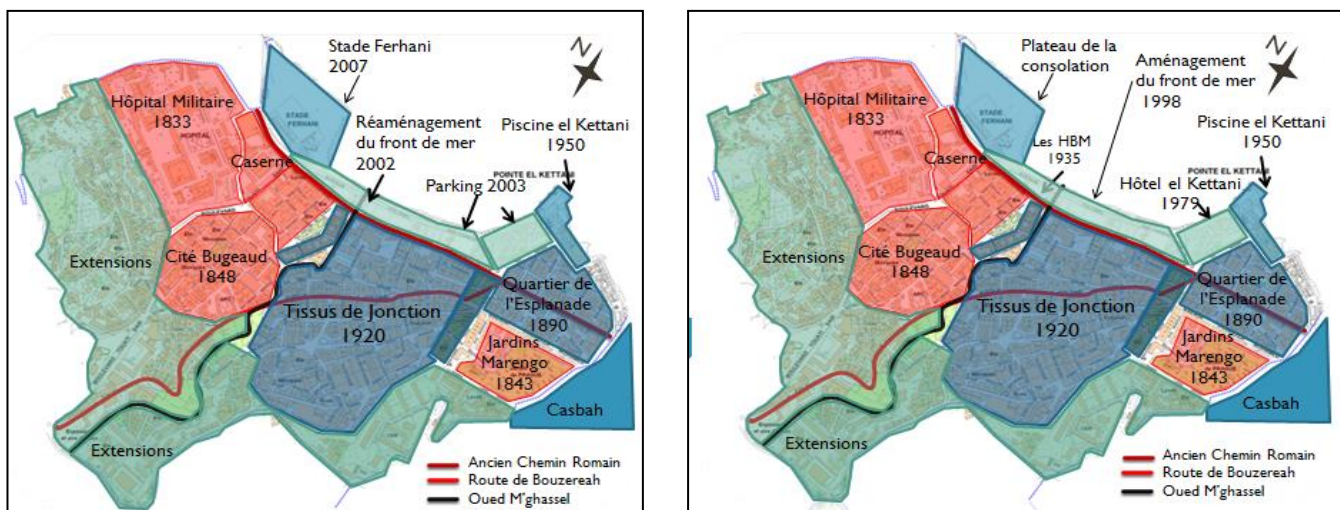 Stade Ferhani
2007
N
Hôpital Militaire
1833
HOPITAL
STADE
FERHANI
Réaménagement
du front de mer
2002
Piscine el Kettani
1950
Caserne
Parking 2003
POINTE EL KETTANI
Extensions
Cité Bugeaud
1848
Quartier de
l'Esplanade
1890
Tissus de Jonction
1920
Jardins
Marengo
1843
Casbah
Extensions
Ancien Chemin Romain
Route de Bouzereah
Oued M'ghassel
Plateau de la
consolation
Aménagement
du front de mer
1998
N
Hôpital Militaire
1833
HOPITAL
STADE
FERHANI
Les HBM
1935
Piscine el Kettani
1950
Caserne
POINTE EL KETTANI
Hôtel el Kettani
1979
Extensions
Cité Bugeaud
1848
Quartier de
l'Esplanade
1890
Tissus de Jonction
1920
Jardins
Marengo
1843
Casbah
Extensions
Ancien Chemin Romain
Route de Bouzereah
Oued M'ghassel